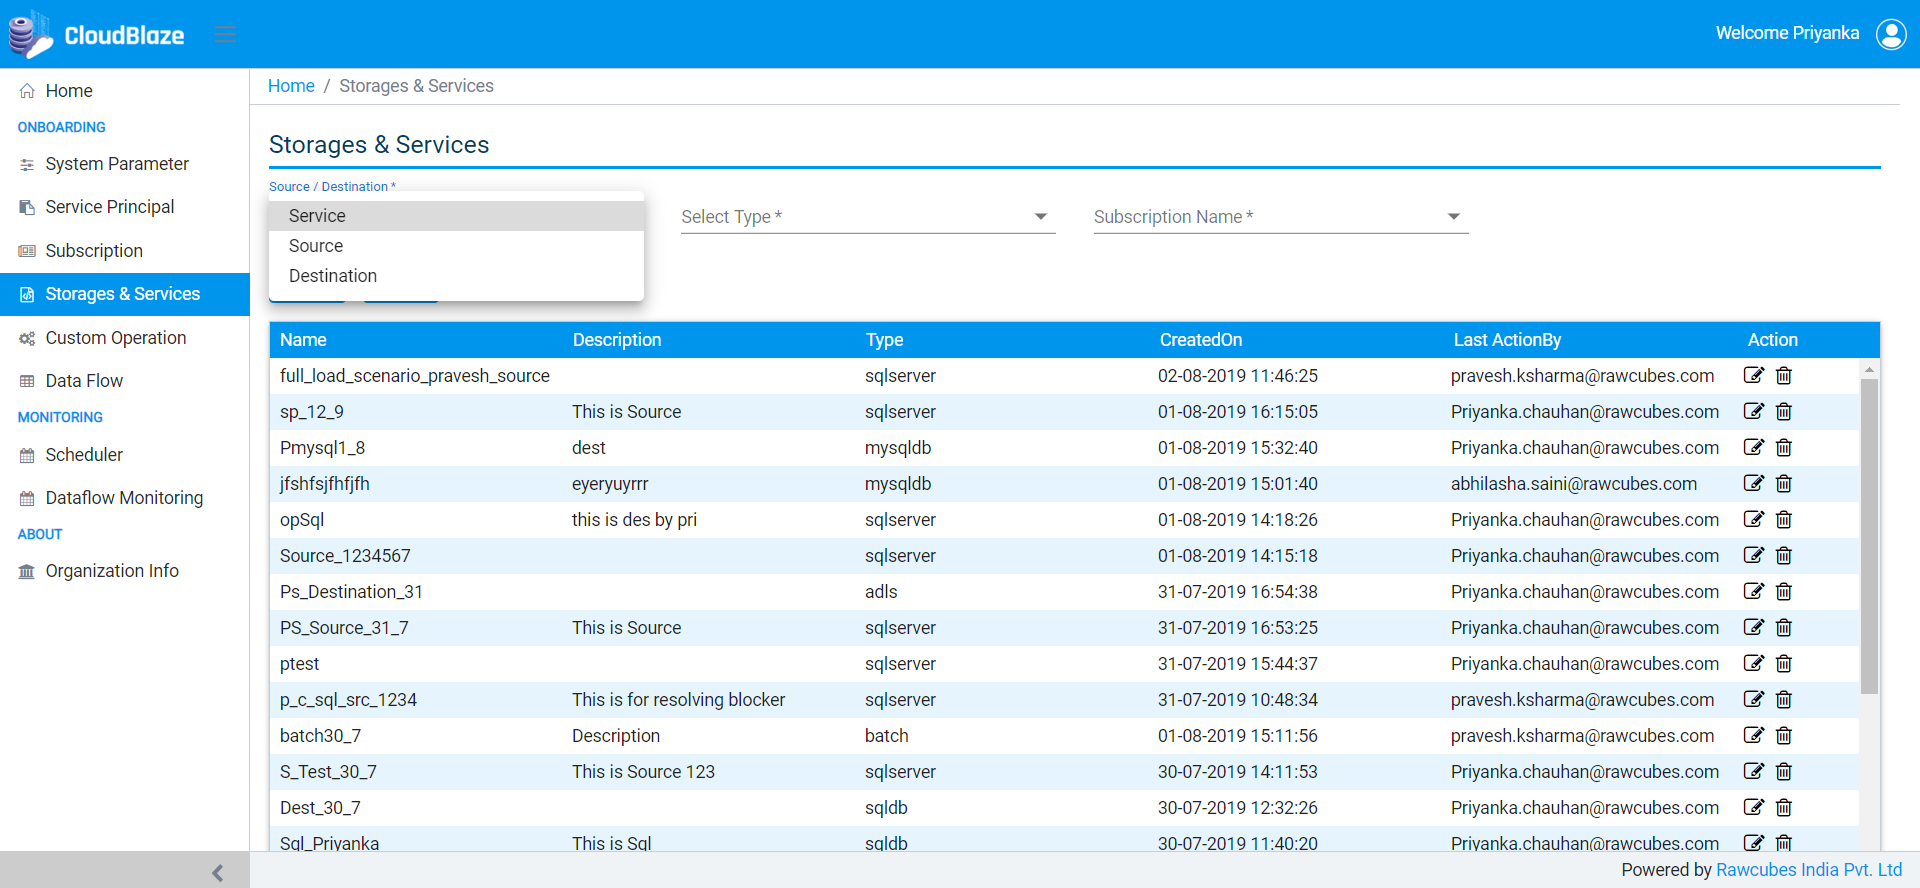 CloudBlaze
Welcome Priyanka
Home
ONBOARDING
System Parameter
Service Principal
Subscription
Storages & Services
Custom Operation
Data Flow
MONITORING
Scheduler
Dataflow Monitoring
ABOUT
Organization Info
Home / Storages & Services
Storages & Services
Source / Destination *
Service
Source
Destination
Select Type *
Subscription Name *
Name Description Type CreatedOn Last ActionBy Action
full_load_scenario_pravesh_source sqlserver 02-08-2019 11:46:25 pravesh.ksharma@rawcubes.com
sp_12_9 This is Source sqlserver 01-08-2019 16:15:05 Priyanka.chauhan@rawcubes.com
Pmysql1_8 dest mysqldb 01-08-2019 15:32:40 Priyanka.chauhan@rawcubes.com
jfshfsjfhfjfh eyeryuyrrr mysqldb 01-08-2019 15:01:40 abhilasha.saini@rawcubes.com
opSql this is des by pri sqlserver 01-08-2019 14:18:26 Priyanka.chauhan@rawcubes.com
Source_1234567 sqlserver 01-08-2019 14:15:18 Priyanka.chauhan@rawcubes.com
Ps_Destination_31 adls 31-07-2019 16:54:38 Priyanka.chauhan@rawcubes.com
PS_Source_31_7 This is Source sqlserver 31-07-2019 16:53:25 Priyanka.chauhan@rawcubes.com
ptest sqlserver 31-07-2019 15:44:37 Priyanka.chauhan@rawcubes.com
p_c_sql_src_1234 This is for resolving blocker sqlserver 31-07-2019 10:48:34 pravesh.ksharma@rawcubes.com
batch30_7 Description batch 01-08-2019 15:11:56 pravesh.ksharma@rawcubes.com
S_Test_30_7 This is Source 123 sqlserver 30-07-2019 14:11:53 Priyanka.chauhan@rawcubes.com
Dest_30_7 sqldb 30-07-2019 12:32:26 Priyanka.chauhan@rawcubes.com
Sql_Priyanka This is Sql sqldb 30-07-2019 11:40:20 Priyanka.chauhan@rawcubes.com
Powered by Rawcubes India Pvt. Ltd